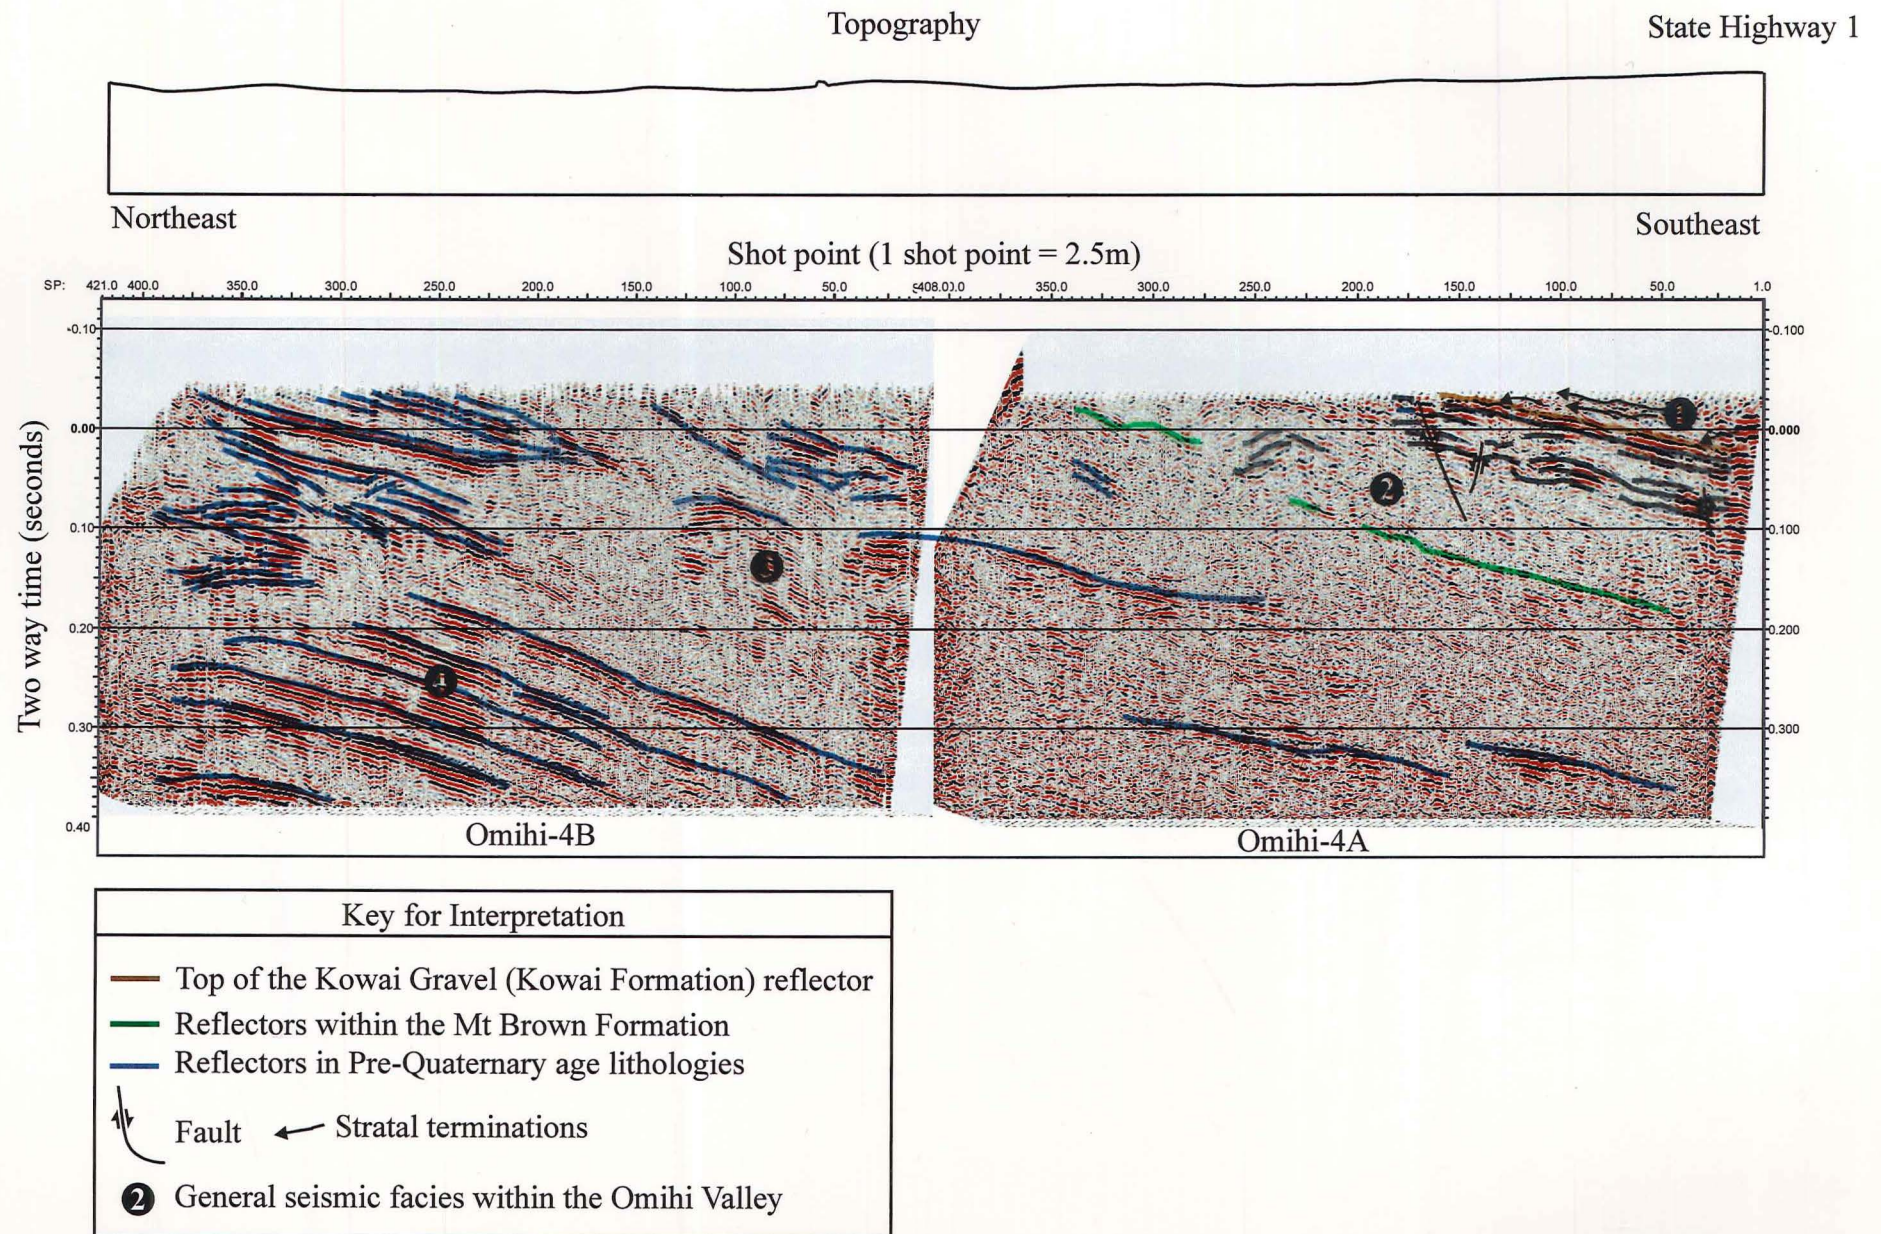 Topography
State Highway 1
Northeast
Southeast
Shot point (1 shot point = 2.5m)
SP: 421.0 400.0 350.0 300.0 250.0 200.0 150.0 100.0 50.0 350.0 300.0 250.0 200.0 150.0 100.0 50.0 1.0
Two way time (seconds)
-0.10 -0.100
0.00 0.000
1
2
0.10 0.100
3
0.20 0.200
4
0.30 0.300
0.40
Omihi-4B
Omihi-4A
Key for Interpretation
Top of the Kowai Gravel (Kowai Formation) reflector
Reflectors within the Mt Brown Formation
Reflectors in Pre-Quaternary age lithologies
Fault
Stratal terminations
2 General seismic facies within the Omihi Valley